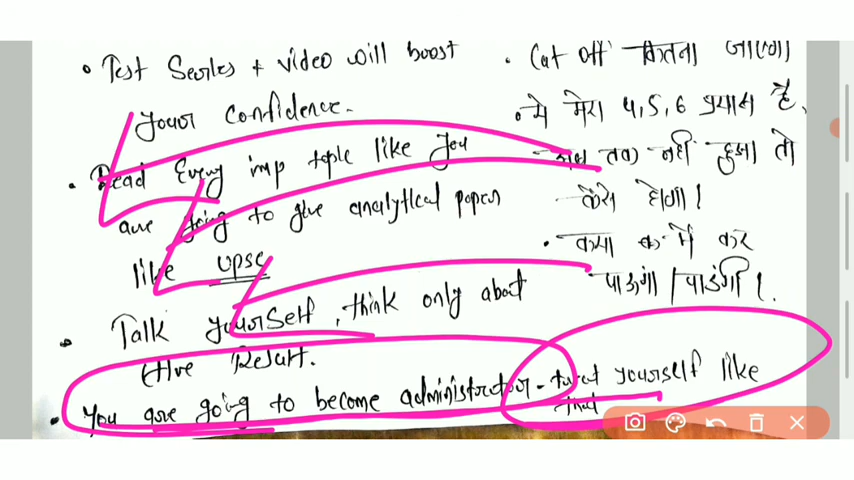 • Test Series + video will boost
your confidence.
• Read Every imp topic like you
are going to give analytical paper
like UPSC
• Talk yourself, think only about
+ive Result.
• You are going to become administrator - treat yourself like
that
• Cut off कितना जाएगा
• ये मेरा 4, 5, 6 प्रयास है,
अब तक नहीं हुआ तो
कैसे होगा।
• क्या क मैं कर
पाऊंगा / पाउंगी।